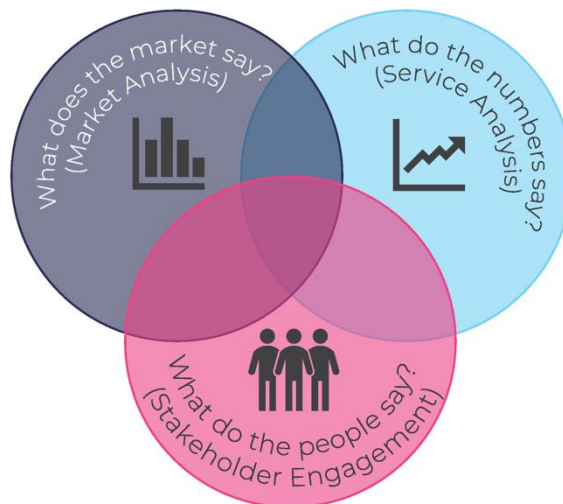 What does the market say?
(Market Analysis)
What do the numbers say?
(Service Analysis)
What do the people say?
(Stakeholder Engagement)